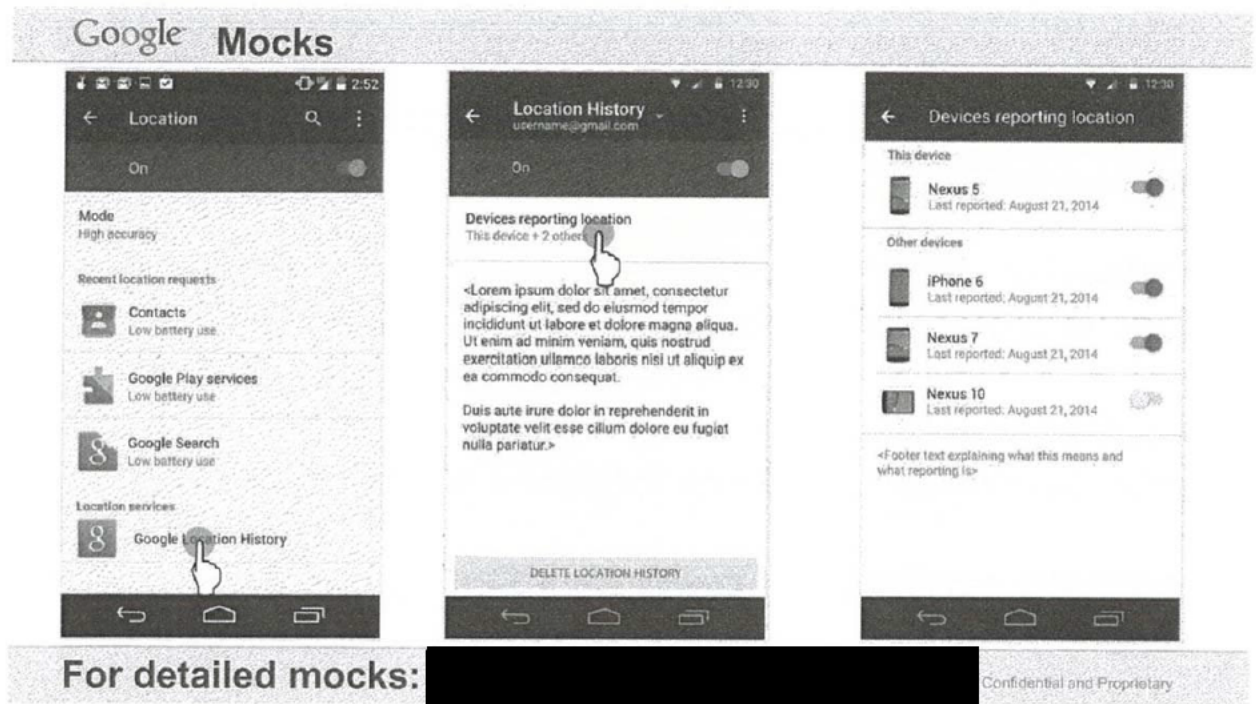 Google Mocks
2:52
Location
On
Mode
High accuracy
Recent location requests
Contacts
Low battery use
Google Play services
Low battery use
Google Search
Low battery use
Location services
Google Location History
12:30
Location History
username@gmail.com
On
Devices reporting location
This device + 2 others
<Lorem ipsum dolor sit amet, consectetur
adipiscing elit, sed do eiusmod tempor
incididunt ut labore et dolore magna aliqua.
Ut enim ad minim veniam, quis nostrud
exercitation ullamco laboris nisi ut aliquip ex
ea commodo consequat.
Duis aute irure dolor in reprehenderit in
voluptate velit esse cillum dolore eu fugiat
nulla pariatur.>
DELETE LOCATION HISTORY
12:30
Devices reporting location
This device
Nexus 5
Last reported: August 21, 2014
Other devices
iPhone 6
Last reported: August 21, 2014
Nexus 7
Last reported: August 21, 2014
Nexus 10
Last reported: August 21, 2014
<Footer text explaining what this means and
what reporting is>
For detailed mocks:
Confidential and Proprietary